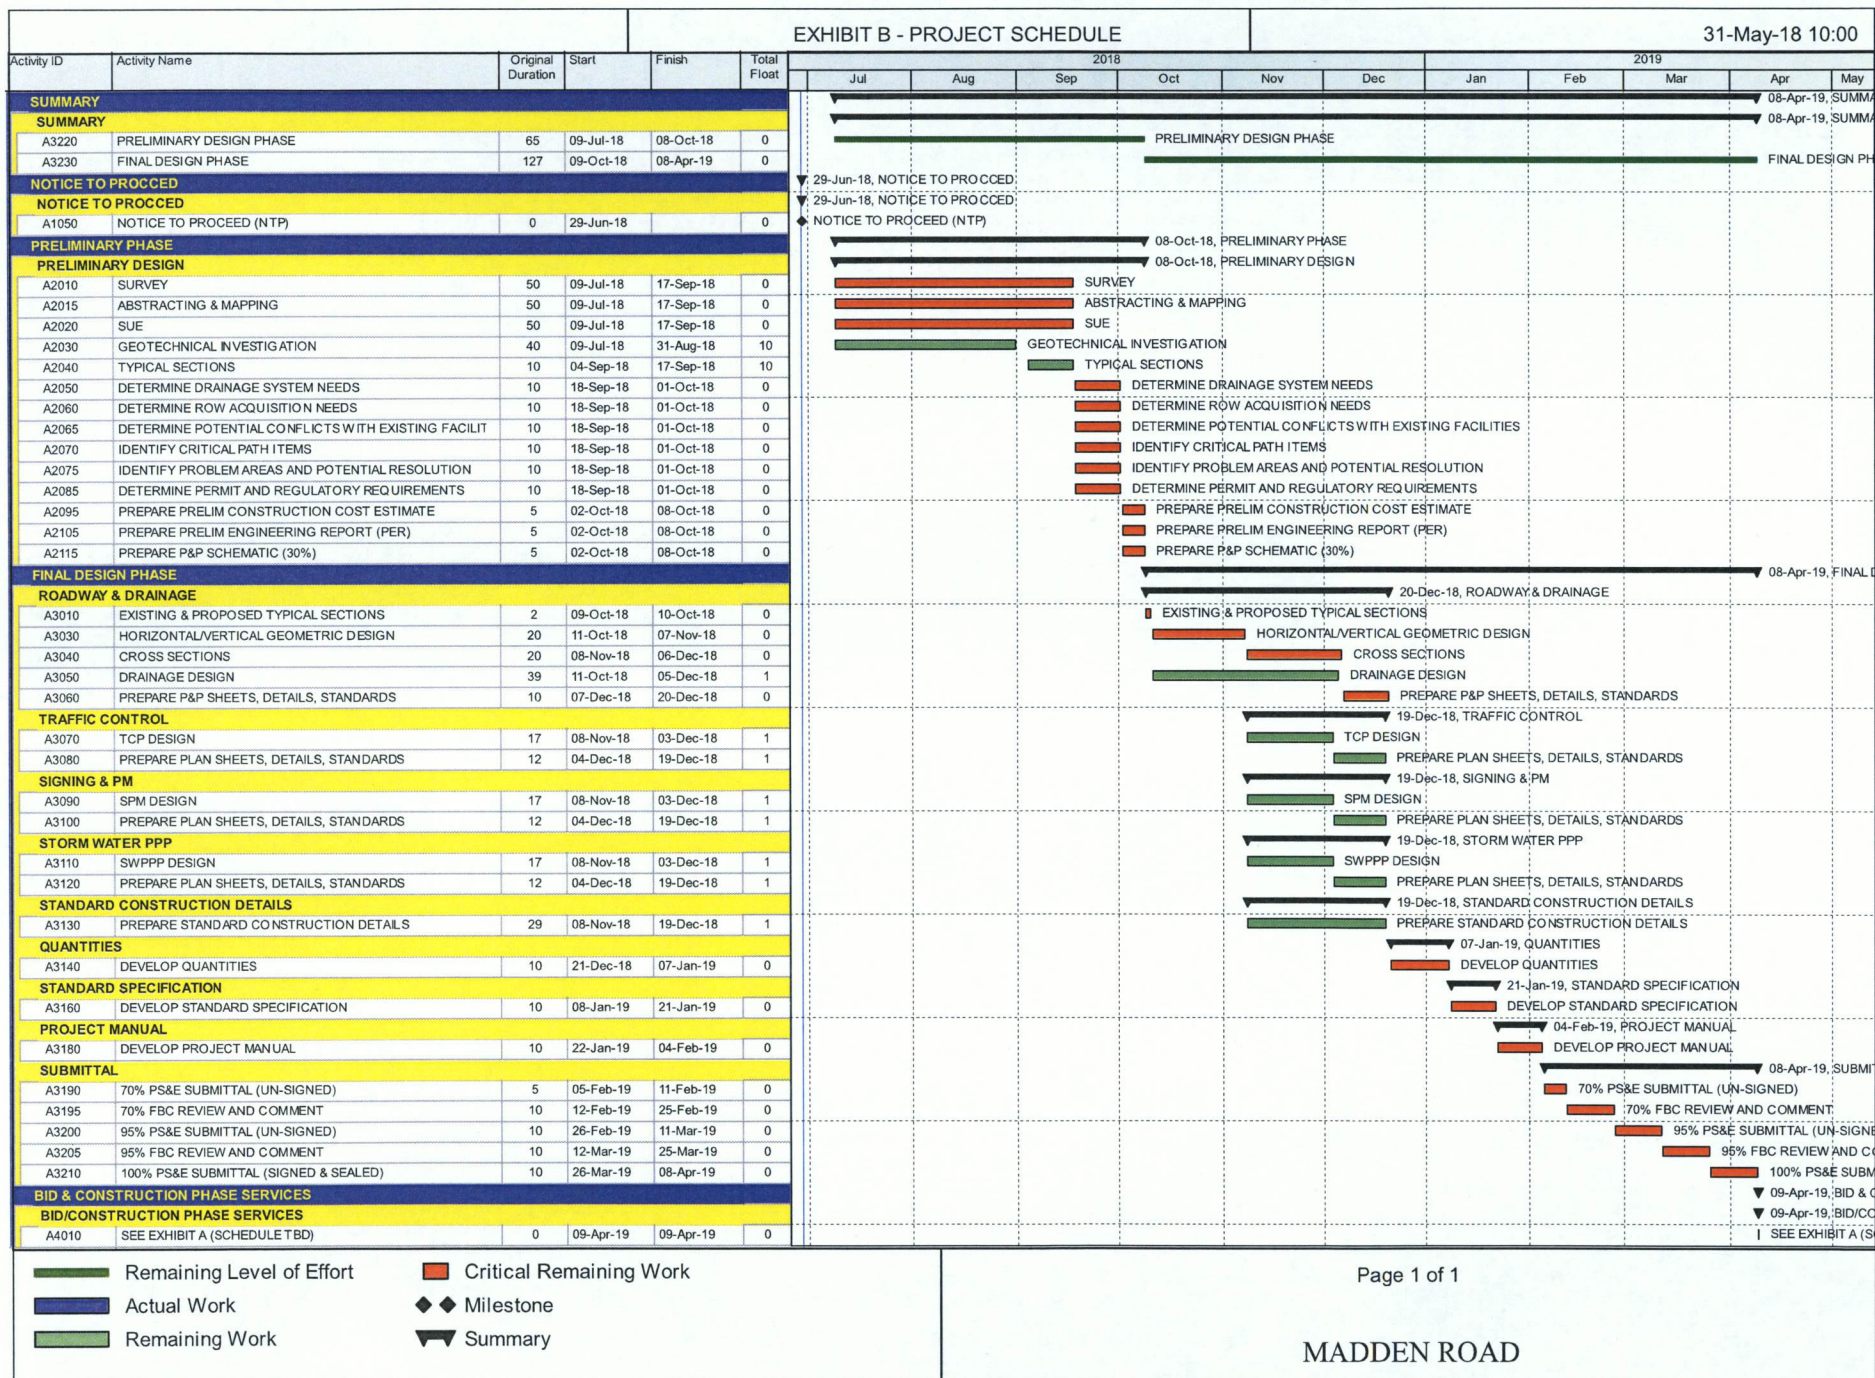 EXHIBIT B - PROJECT SCHEDULE
31-May-18 10:00
Activity ID Activity Name Original Duration Start Finish Total Float
2018 2019
Jul Aug Sep Oct Nov Dec Jan Feb Mar Apr May
SUMMARY 08-Apr-19, SUMMA
SUMMARY 08-Apr-19, SUMMA
A3220 PRELIMINARY DESIGN PHASE 65 09-Jul-18 08-Oct-18 0 PRELIMINARY DESIGN PHASE
A3230 FINAL DESIGN PHASE 127 09-Oct-18 08-Apr-19 0 FINAL DESIGN PH
NOTICE TO PROCCED 29-Jun-18, NOTICE TO PROCCED
NOTICE TO PROCCED 29-Jun-18, NOTICE TO PROCCED
A1050 NOTICE TO PROCEED (NTP) 0 29-Jun-18 0 NOTICE TO PROCEED (NTP)
PRELIMINARY PHASE 08-Oct-18, PRELIMINARY PHASE
PRELIMINARY DESIGN 08-Oct-18, PRELIMINARY DESIGN
A2010 SURVEY 50 09-Jul-18 17-Sep-18 0 SURVEY
A2015 ABSTRACTING & MAPPING 50 09-Jul-18 17-Sep-18 0 ABSTRACTING & MAPPING
A2020 SUE 50 09-Jul-18 17-Sep-18 0 SUE
A2030 GEOTECHNICAL INVESTIGATION 40 09-Jul-18 31-Aug-18 10 GEOTECHNICAL INVESTIGATION
A2040 TYPICAL SECTIONS 10 04-Sep-18 17-Sep-18 10 TYPICAL SECTIONS
A2050 DETERMINE DRAINAGE SYSTEM NEEDS 10 18-Sep-18 01-Oct-18 0 DETERMINE DRAINAGE SYSTEM NEEDS
A2060 DETERMINE ROW ACQUISITION NEEDS 10 18-Sep-18 01-Oct-18 0 DETERMINE ROW ACQUISITION NEEDS
A2065 DETERMINE POTENTIAL CONFLICTS WITH EXISTING FACILIT 10 18-Sep-18 01-Oct-18 0 DETERMINE POTENTIAL CONFLICTS WITH EXISTING FACILITIES
A2070 IDENTIFY CRITICAL PATH ITEMS 10 18-Sep-18 01-Oct-18 0 IDENTIFY CRITICAL PATH ITEMS
A2075 IDENTIFY PROBLEM AREAS AND POTENTIAL RESOLUTION 10 18-Sep-18 01-Oct-18 0 IDENTIFY PROBLEM AREAS AND POTENTIAL RESOLUTION
A2085 DETERMINE PERMIT AND REGULATORY REQUIREMENTS 10 18-Sep-18 01-Oct-18 0 DETERMINE PERMIT AND REGULATORY REQUIREMENTS
A2095 PREPARE PRELIM CONSTRUCTION COST ESTIMATE 5 02-Oct-18 08-Oct-18 0 PREPARE PRELIM CONSTRUCTION COST ESTIMATE
A2105 PREPARE PRELIM ENGINEERING REPORT (PER) 5 02-Oct-18 08-Oct-18 0 PREPARE PRELIM ENGINEERING REPORT (PER)
A2115 PREPARE P&P SCHEMATIC (30%) 5 02-Oct-18 08-Oct-18 0 PREPARE P&P SCHEMATIC (30%)
FINAL DESIGN PHASE 08-Apr-19, FINAL D
ROADWAY & DRAINAGE 20-Dec-18, ROADWAY & DRAINAGE
A3010 EXISTING & PROPOSED TYPICAL SECTIONS 2 09-Oct-18 10-Oct-18 0 EXISTING & PROPOSED TYPICAL SECTIONS
A3030 HORIZONTAL/VERTICAL GEOMETRIC DESIGN 20 11-Oct-18 07-Nov-18 0 HORIZONTAL/VERTICAL GEOMETRIC DESIGN
A3040 CROSS SECTIONS 20 08-Nov-18 06-Dec-18 0 CROSS SECTIONS
A3050 DRAINAGE DESIGN 39 11-Oct-18 05-Dec-18 1 DRAINAGE DESIGN
A3060 PREPARE P&P SHEETS, DETAILS, STANDARDS 10 07-Dec-18 20-Dec-18 0 PREPARE P&P SHEETS, DETAILS, STANDARDS
TRAFFIC CONTROL 19-Dec-18, TRAFFIC CONTROL
A3070 TCP DESIGN 17 08-Nov-18 03-Dec-18 1 TCP DESIGN
A3080 PREPARE PLAN SHEETS, DETAILS, STANDARDS 12 04-Dec-18 19-Dec-18 1 PREPARE PLAN SHEETS, DETAILS, STANDARDS
SIGNING & PM 19-Dec-18, SIGNING & PM
A3090 SPM DESIGN 17 08-Nov-18 03-Dec-18 1 SPM DESIGN
A3100 PREPARE PLAN SHEETS, DETAILS, STANDARDS 12 04-Dec-18 19-Dec-18 1 PREPARE PLAN SHEETS, DETAILS, STANDARDS
STORM WATER PPP 19-Dec-18, STORM WATER PPP
A3110 SWPPP DESIGN 17 08-Nov-18 03-Dec-18 1 SWPPP DESIGN
A3120 PREPARE PLAN SHEETS, DETAILS, STANDARDS 12 04-Dec-18 19-Dec-18 1 PREPARE PLAN SHEETS, DETAILS, STANDARDS
STANDARD CONSTRUCTION DETAILS 19-Dec-18, STANDARD CONSTRUCTION DETAILS
A3130 PREPARE STANDARD CONSTRUCTION DETAILS 29 08-Nov-18 19-Dec-18 1 PREPARE STANDARD CONSTRUCTION DETAILS
QUANTITIES 07-Jan-19, QUANTITIES
A3140 DEVELOP QUANTITIES 10 21-Dec-18 07-Jan-19 0 DEVELOP QUANTITIES
STANDARD SPECIFICATION 21-Jan-19, STANDARD SPECIFICATION
A3160 DEVELOP STANDARD SPECIFICATION 10 08-Jan-19 21-Jan-19 0 DEVELOP STANDARD SPECIFICATION
PROJECT MANUAL 04-Feb-19, PROJECT MANUAL
A3180 DEVELOP PROJECT MANUAL 10 22-Jan-19 04-Feb-19 0 DEVELOP PROJECT MANUAL
SUBMITTAL 08-Apr-19, SUBMIT
A3190 70% PS&E SUBMITTAL (UN-SIGNED) 5 05-Feb-19 11-Feb-19 0 70% PS&E SUBMITTAL (UN-SIGNED)
A3195 70% FBC REVIEW AND COMMENT 10 12-Feb-19 25-Feb-19 0 70% FBC REVIEW AND COMMENT
A3200 95% PS&E SUBMITTAL (UN-SIGNED) 10 26-Feb-19 11-Mar-19 0 95% PS&E SUBMITTAL (UN-SIGNE
A3205 95% FBC REVIEW AND COMMENT 10 12-Mar-19 25-Mar-19 0 95% FBC REVIEW AND CO
A3210 100% PS&E SUBMITTAL (SIGNED & SEALED) 10 26-Mar-19 08-Apr-19 0 100% PS&E SUBM
BID & CONSTRUCTION PHASE SERVICES 09-Apr-19, BID & C
BID/CONSTRUCTION PHASE SERVICES 09-Apr-19, BID/CO
A4010 SEE EXHIBIT A (SCHEDULE TBD) 0 09-Apr-19 09-Apr-19 0 SEE EXHIBIT A (S
Remaining Level of Effort Critical Remaining Work
Actual Work Milestone
Remaining Work Summary
Page 1 of 1
MADDEN ROAD